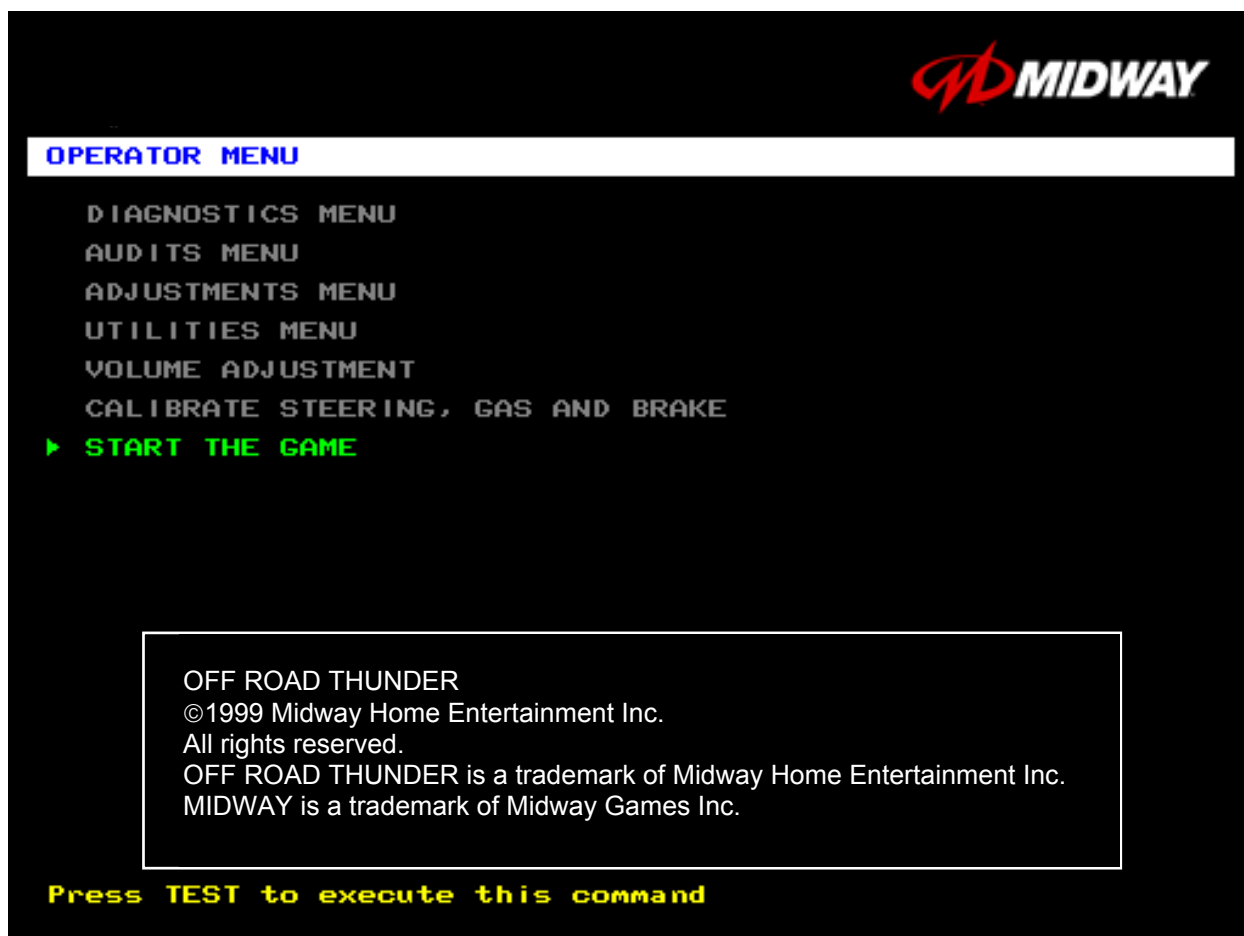 MIDWAY
OPERATOR MENU
DIAGNOSTICS MENU
AUDITS MENU
ADJUSTMENTS MENU
UTILITIES MENU
VOLUME ADJUSTMENT
CALIBRATE STEERING, GAS AND BRAKE
START THE GAME
OFF ROAD THUNDER
©1999 Midway Home Entertainment Inc.
All rights reserved.
OFF ROAD THUNDER is a trademark of Midway Home Entertainment Inc.
MIDWAY is a trademark of Midway Games Inc.
Press TEST to execute this command